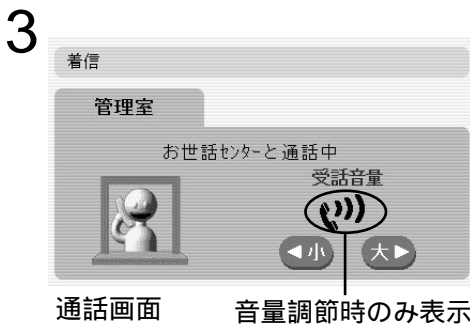 3
着信
管理室
お世話ｾﾝﾀｰと通話中
受話音量
◀小 大▶
通話画面 音量調節時のみ表示